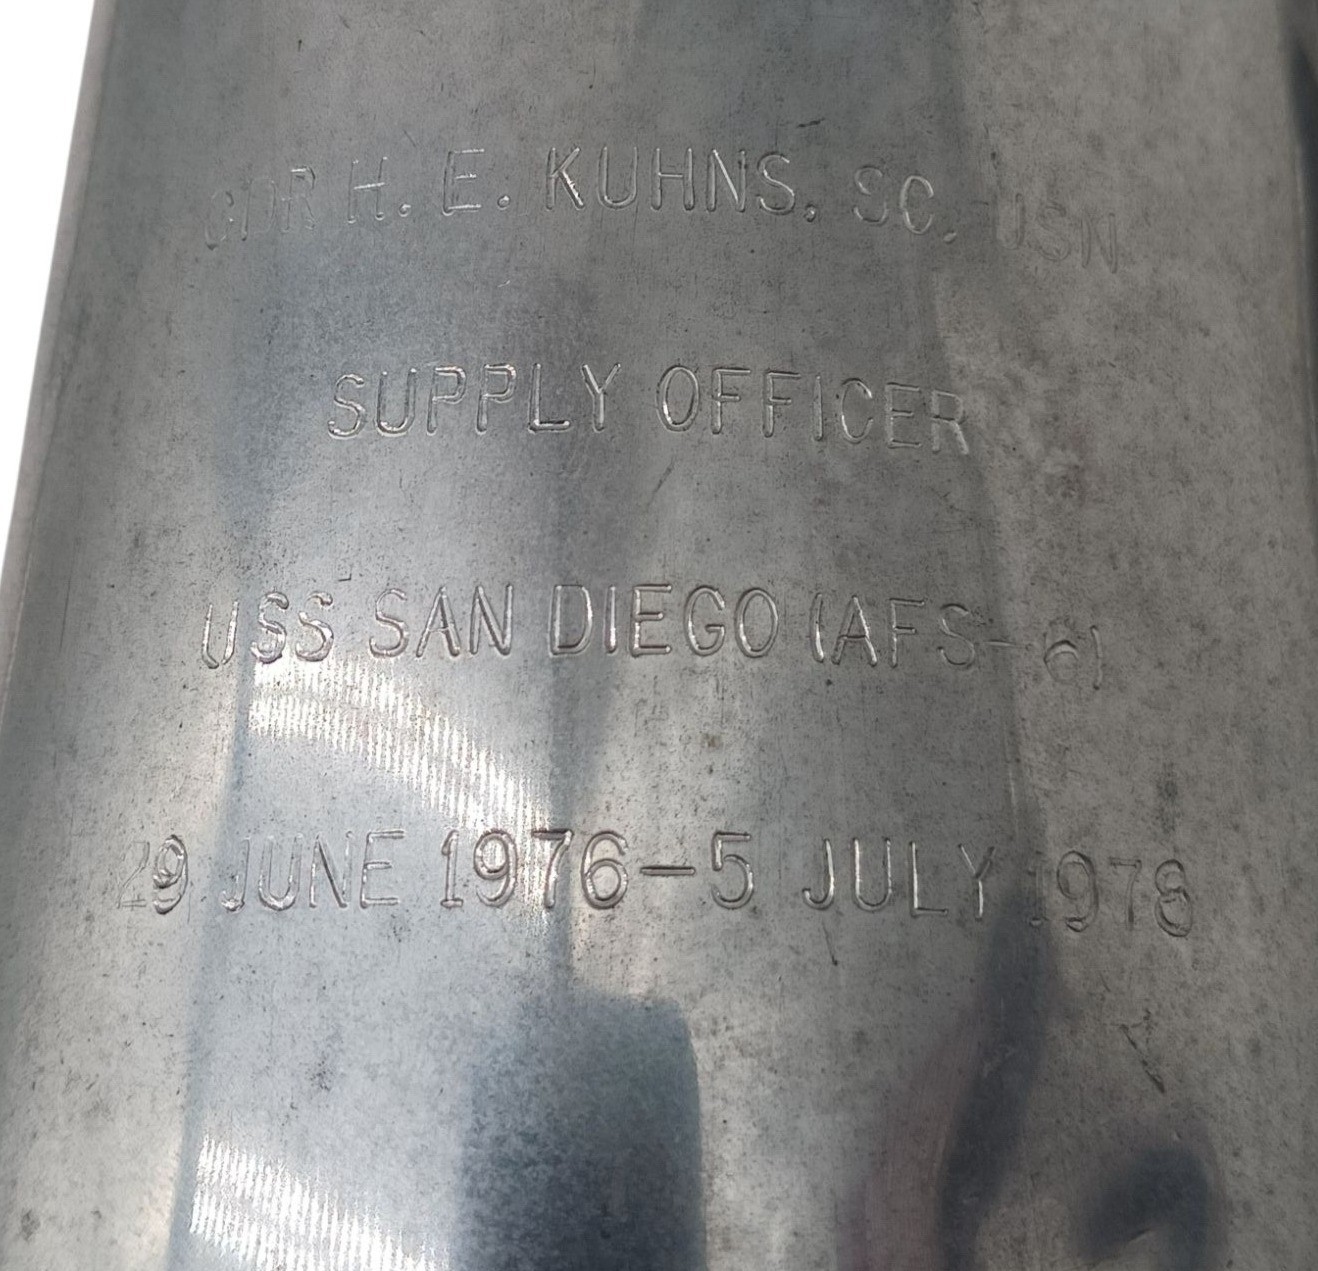 CDR H. E. KUHNS, SC, USN
SUPPLY OFFICER
USS SAN DIEGO (AFS-6)
29 JUNE 1976-5 JULY 1978